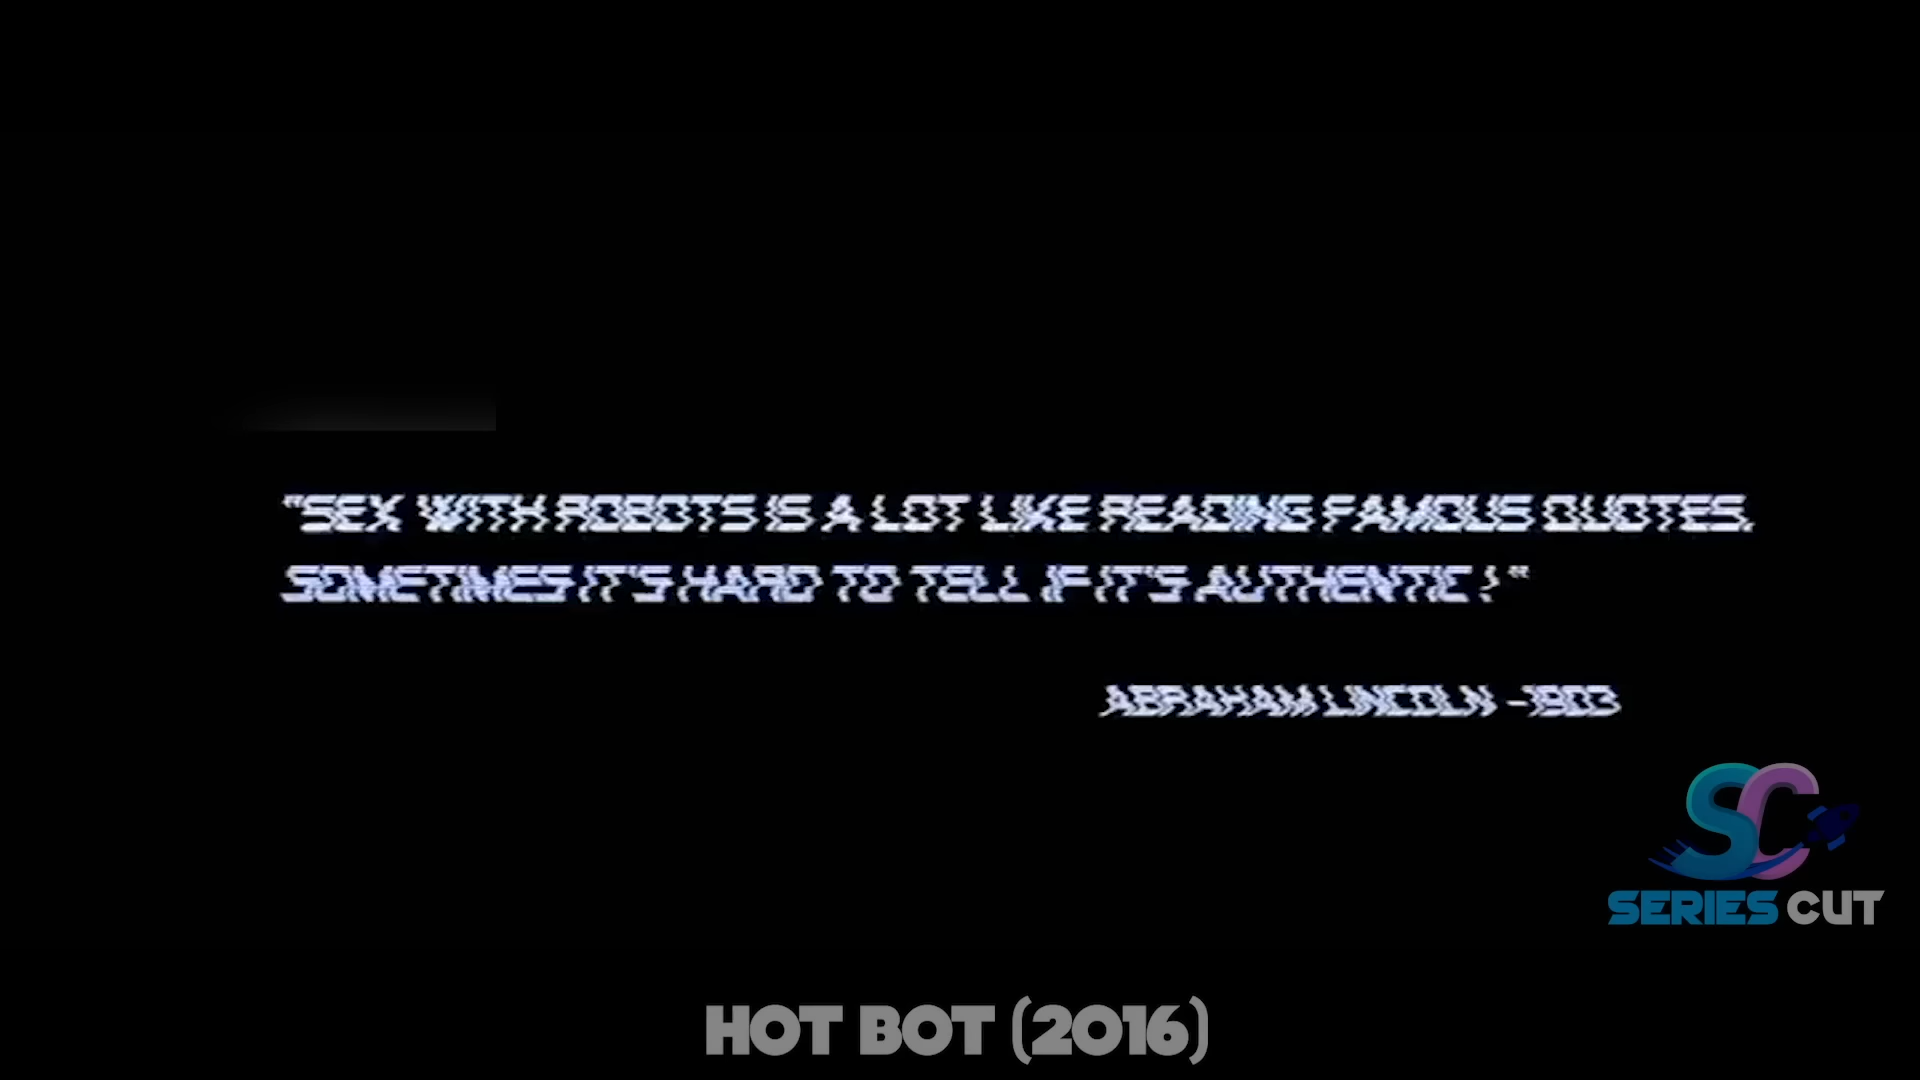 "SEX WITH ROBOTS IS A LOT LIKE READING FAMOUS QUOTES.
SOMETIMES IT'S HARD TO TELL IF IT'S AUTHENTIC!"
ABRAHAM LINCOLN -1903
SC
SERIES CUT
HOT BOT (2016)